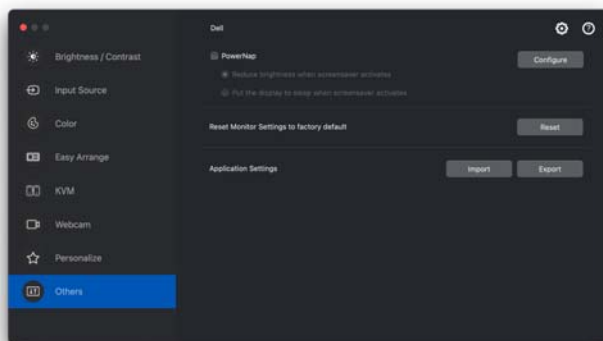 Dell
Brightness / Contrast
Input Source
Color
Easy Arrange
KVM
Webcam
Personalize
Others
PowerNap
Configure
Reduce brightness when screensaver activates
Put the display to sleep when screensaver activates
Reset Monitor Settings to factory default
Reset
Application Settings
Import
Export